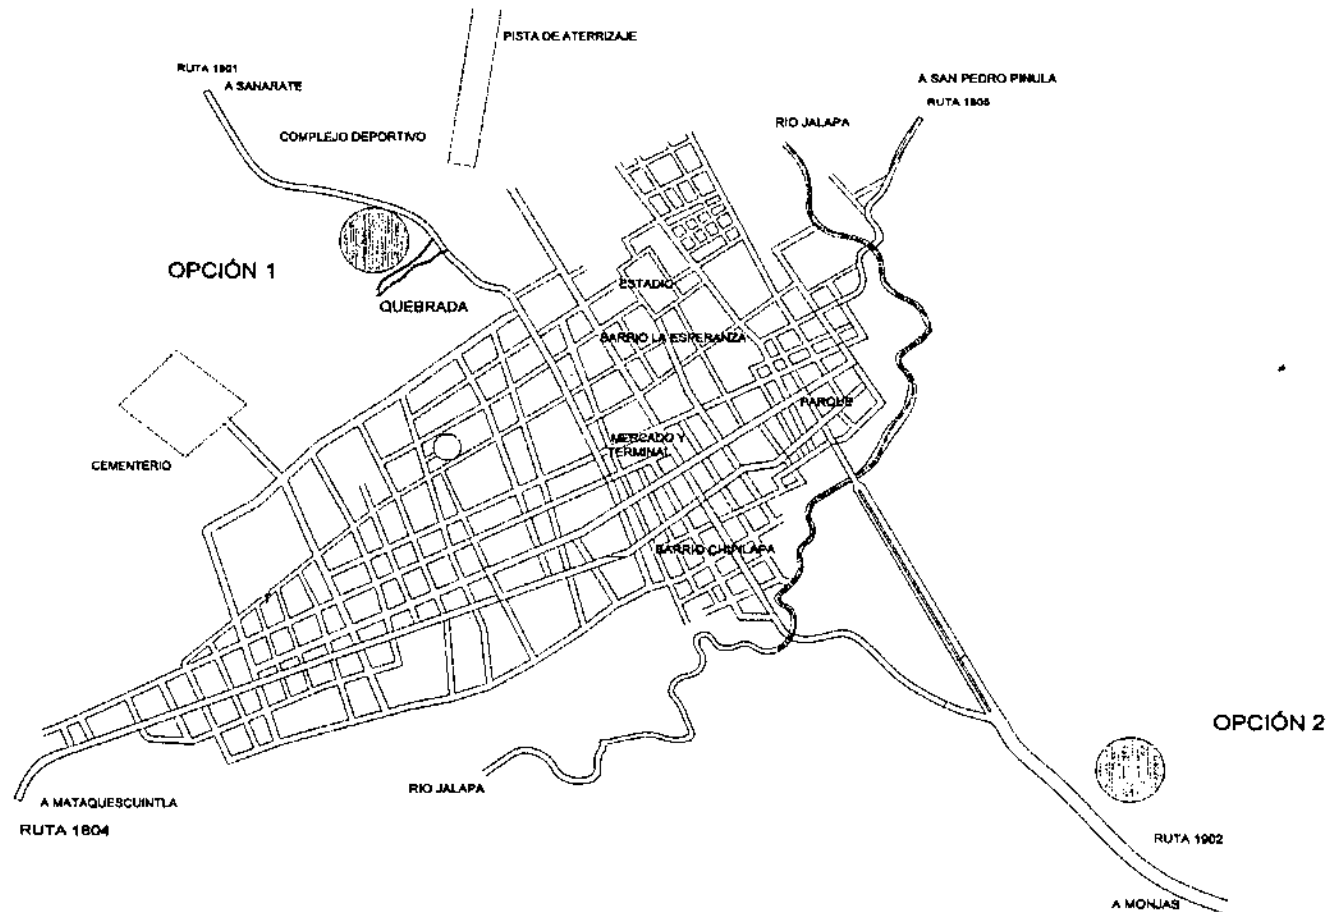 PISTA DE ATERRIZAJE
RUTA 1901
A SANARATE
A SAN PEDRO PINULA
RUTA 1805
RIO JALAPA
COMPLEJO DEPORTIVO
OPCIÓN 1
QUEBRADA
ESTADIO
BARRIO LA ESPERANZA
PARQUE
MERCADO Y
TERMINAL
CEMENTERIO
BARRIO CHIPILAPA
OPCIÓN 2
RIO JALAPA
A MATAQUESCUINTLA
RUTA 1804
RUTA 1902
A MONJAS